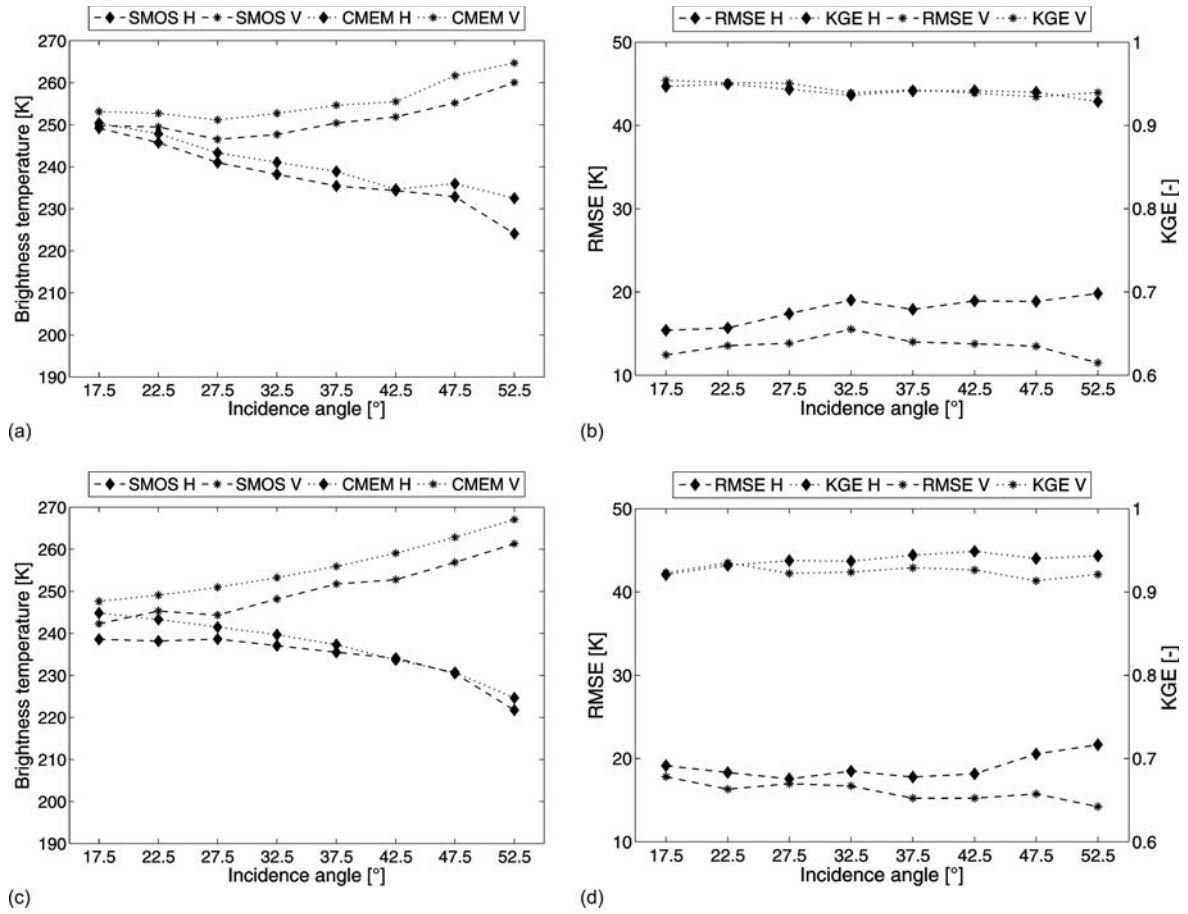 SMOS H SMOS V CMEM H CMEM V
270
260
250
240
230
220
210
200
190
Brightness temperature [K]
17.5 22.5 27.5 32.5 37.5 42.5 47.5 52.5
Incidence angle [°]
(a)
RMSE H KGE H RMSE V KGE V
50
40
30
20
10
RMSE [K]
1
0.9
0.8
0.7
0.6
KGE [-]
17.5 22.5 27.5 32.5 37.5 42.5 47.5 52.5
Incidence angle [°]
(b)
SMOS H SMOS V CMEM H CMEM V
270
260
250
240
230
220
210
200
190
Brightness temperature [K]
17.5 22.5 27.5 32.5 37.5 42.5 47.5 52.5
Incidence angle [°]
(c)
RMSE H KGE H RMSE V KGE V
50
40
30
20
10
RMSE [K]
1
0.9
0.8
0.7
0.6
KGE [-]
17.5 22.5 27.5 32.5 37.5 42.5 47.5 52.5
Incidence angle [°]
(d)